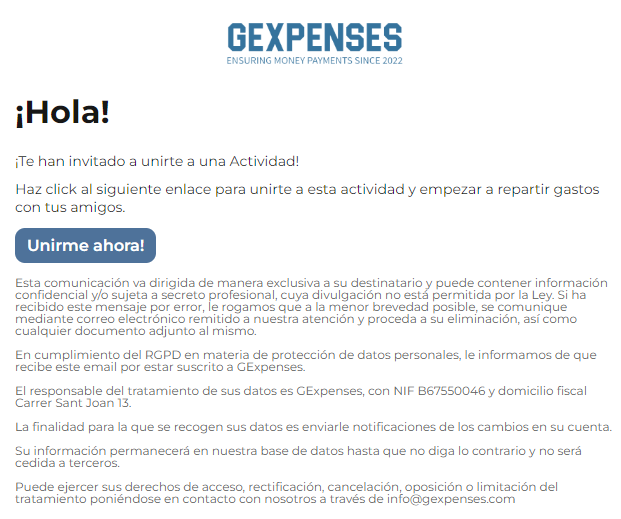 GEXPENSES
ENSURING MONEY PAYMENTS SINCE 2022
¡Hola!
¡Te han invitado a unirte a una Actividad!
Haz click al siguiente enlace para unirte a esta actividad y empezar a repartir gastos
con tus amigos.
Unirme ahora!
Esta comunicación va dirigida de manera exclusiva a su destinatario y puede contener información
confidencial y/o sujeta a secreto profesional, cuya divulgación no está permitida por la Ley. Si ha
recibido este mensaje por error, le rogamos que a la menor brevedad posible, se comunique
mediante correo electrónico remitido a nuestra atención y proceda a su eliminación, así como
cualquier documento adjunto al mismo.
En cumplimiento del RGPD en materia de protección de datos personales, le informamos de que
recibe este email por estar suscrito a GExpenses.
El responsable del tratamiento de sus datos es GExpenses, con NIF B67550046 y domicilio fiscal
Carrer Sant Joan 13.
La finalidad para la que se recogen sus datos es enviarle notificaciones de los cambios en su cuenta.
Su información permanecerá en nuestra base de datos hasta que no diga lo contrario y no será
cedida a terceros.
Puede ejercer sus derechos de acceso, rectificación, cancelación, oposición o limitación del
tratamiento poniéndose en contacto con nosotros a través de info@gexpenses.com